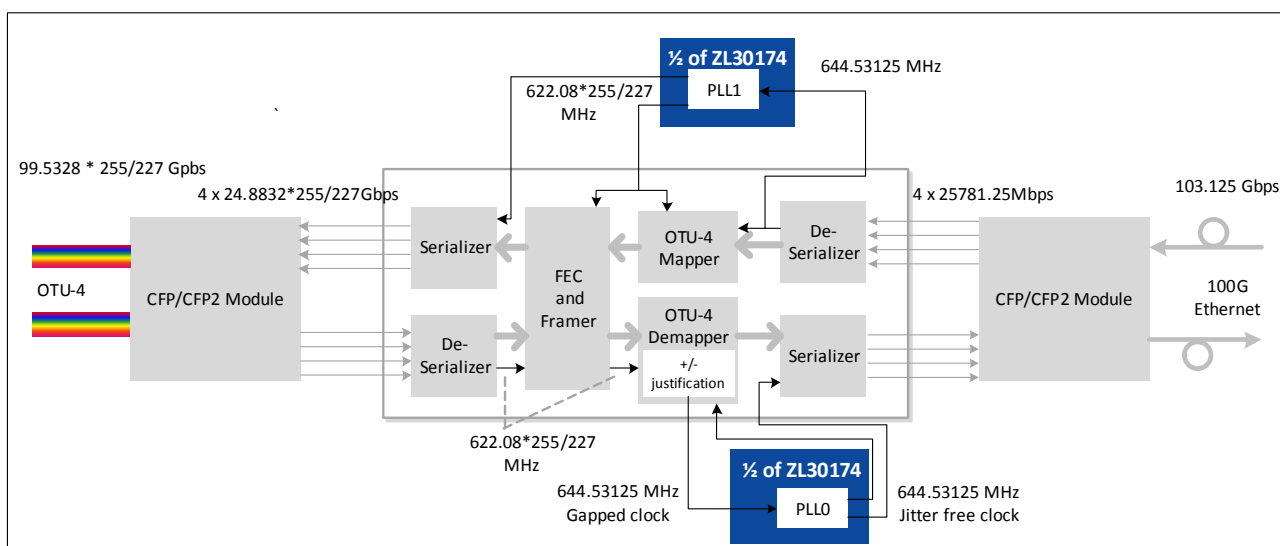 ½ of ZL30174
PLL1
644.53125 MHz
622.08*255/227
MHz
`
99.5328 * 255/227 Gpbs
4 x 24.8832*255/227Gbps
4 x 25781.25Mbps
103.125 Gbps
Serializer
OTU-4
Mapper
De-
Serializer
FEC
and
Framer
OTU-4
CFP/CFP2 Module
CFP/CFP2 Module
100G
Ethernet
De-
Serializer
OTU-4
Demapper
+/-
justification
Serializer
622.08*255/227
MHz
½ of ZL30174
PLL0
644.53125 MHz
Gapped clock
644.53125 MHz
Jitter free clock